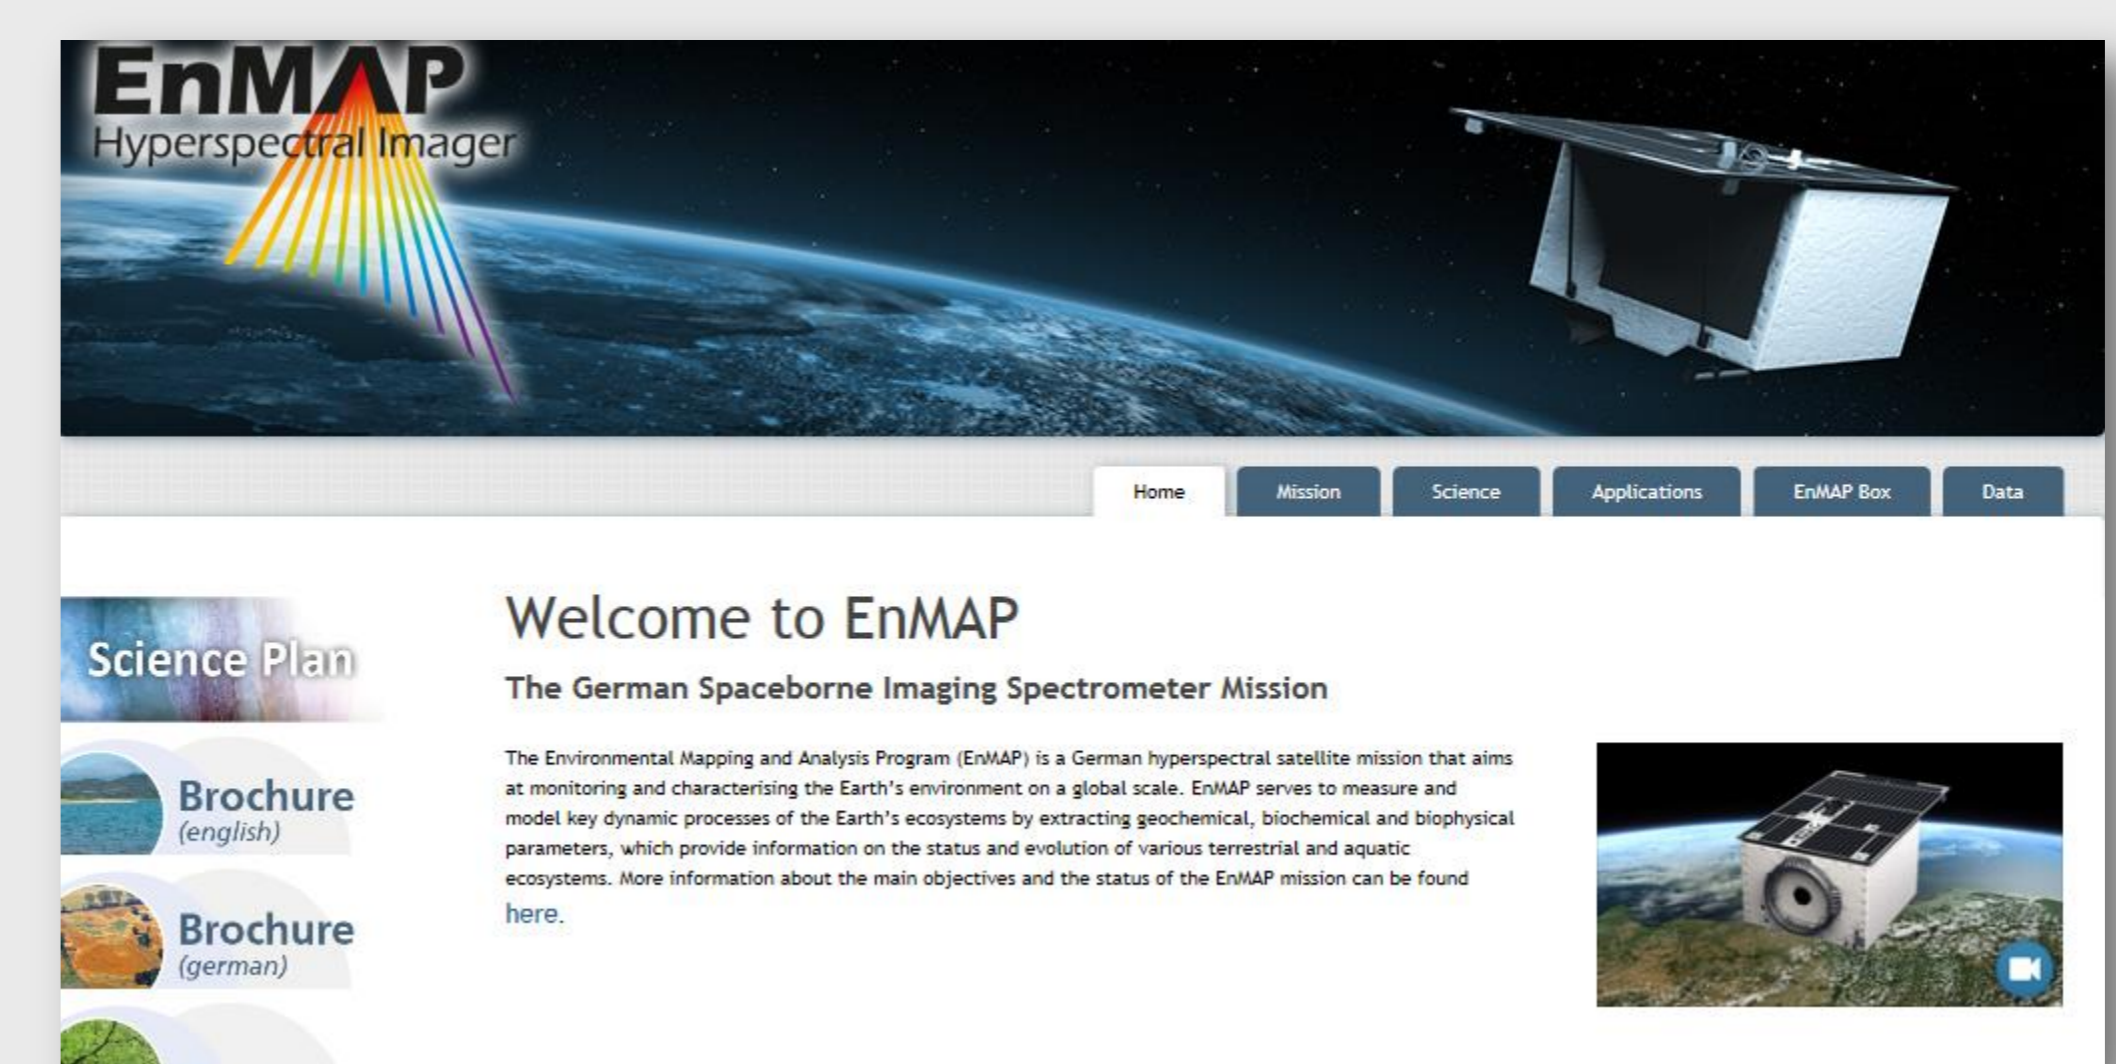 EnMAP
Hyperspectral Imager
Home Mission Science Applications EnMAP Box Data
Science Plan
Brochure
(english)
Brochure
(german)
Welcome to EnMAP
The German Spaceborne Imaging Spectrometer Mission
The Environmental Mapping and Analysis Program (EnMAP) is a German hyperspectral satellite mission that aims
at monitoring and characterising the Earth's environment on a global scale. EnMAP serves to measure and
model key dynamic processes of the Earth's ecosystems by extracting geochemical, biochemical and biophysical
parameters, which provide information on the status and evolution of various terrestrial and aquatic
ecosystems. More information about the main objectives and the status of the EnMAP mission can be found
here.